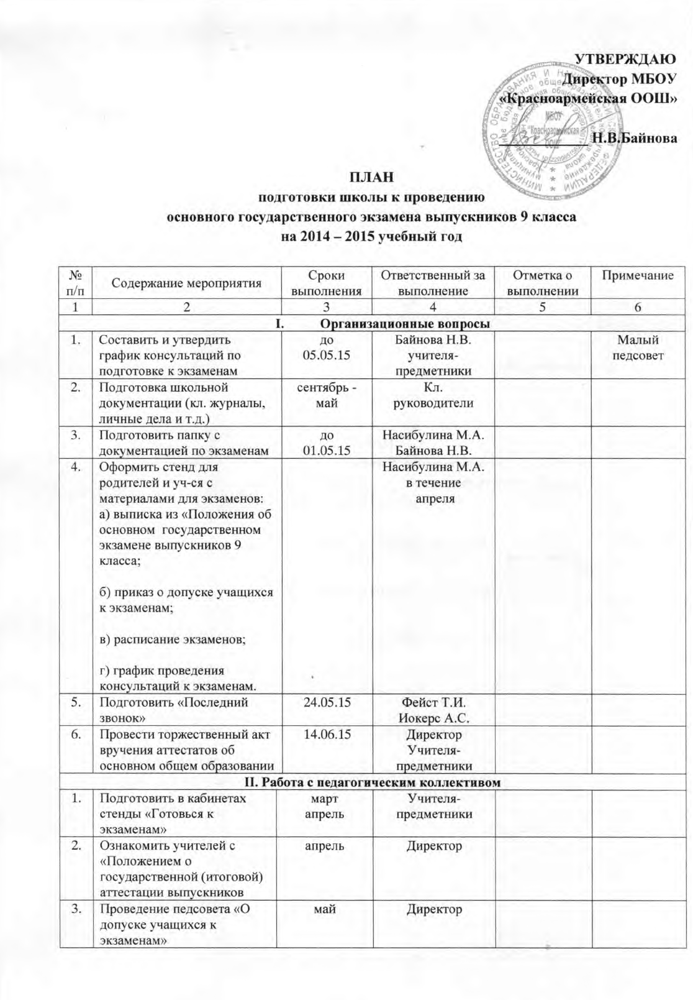 УТВЕРЖДАЮ
Директор МБОУ
«Красноармейская ООШ»
МБОУ
"Красноармейская
ООШ"
Н.В.Байнова
ПЛАН
подготовки школы к проведению
основного государственного экзамена выпускников 9 класса
на 2014 – 2015 учебный год
№ п/п Содержание мероприятия Сроки выполнения Ответственный за выполнение Отметка о выполнении Примечание
1 2 3 4 5 6
I. Организационные вопросы
1. Составить и утвердить до Байнова Н.В. Малый
график консультаций по 05.05.15 учителя- педсовет
подготовке к экзаменам предметники
2. Подготовка школьной сентябрь - Кл.
документации (кл. журналы, май руководители
личные дела и т.д.)
3. Подготовить папку с до Насибулина М.А.
документацией по экзаменам 01.05.15 Байнова Н.В.
4. Оформить стенд для Насибулина М.А.
родителей и уч-ся с в течение
материалами для экзаменов: апреля
а) выписка из «Положения об
основном государственном
экзамене выпускников 9
класса;
б) приказ о допуске учащихся
к экзаменам;
в) расписание экзаменов;
г) график проведения
консультаций к экзаменам.
5. Подготовить «Последний 24.05.15 Фейст Т.И.
звонок» Иокерс А.С.
6. Провести торжественный акт 14.06.15 Директор
вручения аттестатов об Учителя-
основном общем образовании предметники
II. Работа с педагогическим коллективом
1. Подготовить в кабинетах март Учителя-
стенды «Готовься к апрель предметники
экзаменам»
2. Ознакомить учителей с апрель Директор
«Положением о
государственной (итоговой)
аттестации выпускников
3. Проведение педсовета «О май Директор
допуске учащихся к
экзаменам»